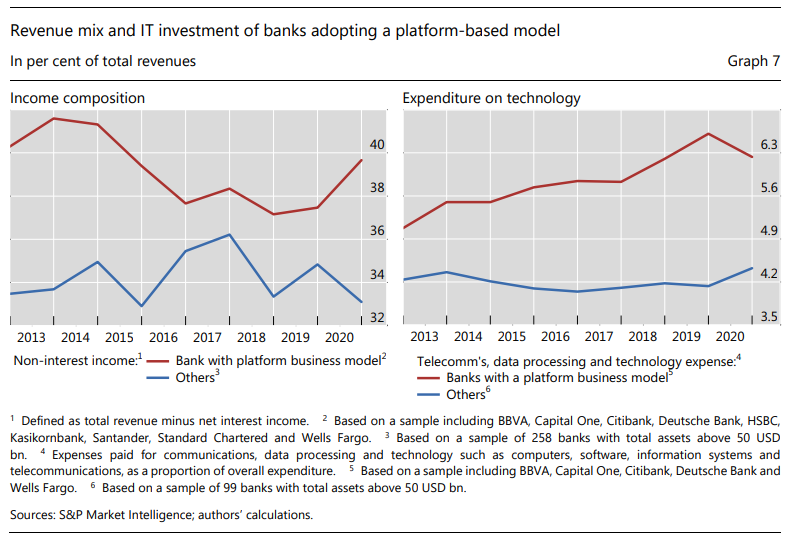 Revenue mix and IT investment of banks adopting a platform-based model
In per cent of total revenues Graph 7
Income composition
40
38
36
34
32
2013 2014 2015 2016 2017 2018 2019 2020
Non-interest income:1 Bank with platform business model2
Others3
Expenditure on technology
6.3
5.6
4.9
4.2
3.5
2013 2014 2015 2016 2017 2018 2019 2020
Telecomm's, data processing and technology expense:4
Banks with a platform business model5
Others6
1 Defined as total revenue minus net interest income. 2 Based on a sample including BBVA, Capital One, Citibank, Deutsche Bank, HSBC,
Kasikornbank, Santander, Standard Chartered and Wells Fargo. 3 Based on a sample of 258 banks with total assets above 50 USD
bn. 4 Expenses paid for communications, data processing and technology such as computers, software, information systems and
telecommunications, as a proportion of overall expenditure. 5 Based on a sample including BBVA, Capital One, Citibank, Deutsche Bank and
Wells Fargo. 6 Based on a sample of 99 banks with total assets above 50 USD bn.
Sources: S&P Market Intelligence; authors' calculations.